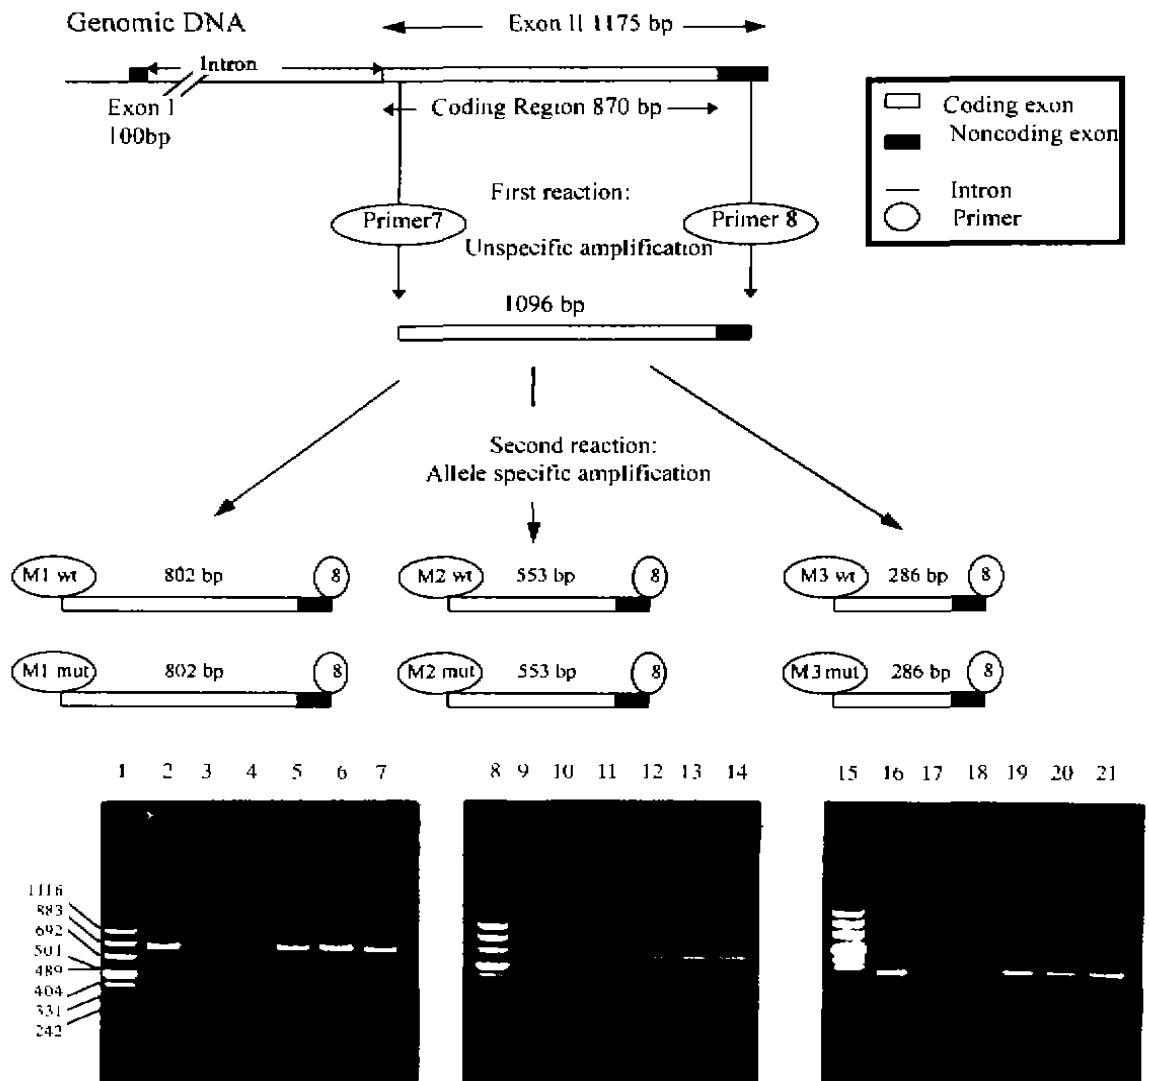 Genomic DNA
Exon II 1175 bp
Intron
Exon I
100bp
Coding Region 870 bp
Coding exon
Noncoding exon
Intron
Primer
First reaction:
Primer7
Primer 8
Unspecific amplification
1096 bp
Second reaction:
Allele specific amplification
M1 wt 802 bp 8
M2 wt 553 bp 8
M3 wt 286 bp 8
M1 mut 802 bp 8
M2 mut 553 bp 8
M3 mut 286 bp 8
1 2 3 4 5 6 7
8 9 10 11 12 13 14
15 16 17 18 19 20 21
1116
883
692
501
489
404
331
242